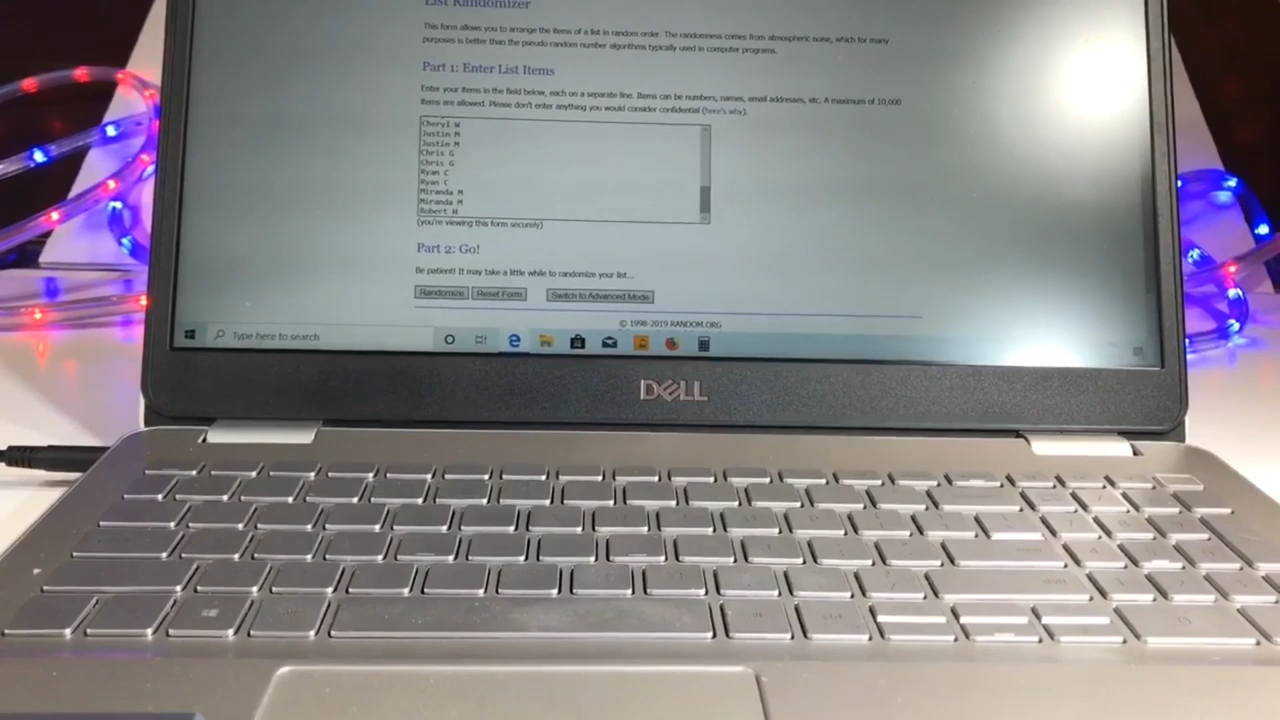 List Randomizer
This form allows you to arrange the items of a list in random order. The randomness comes from atmospheric noise, which for many
purposes is better than the pseudo-random number algorithms typically used in computer programs.
Part 1: Enter List Items
Enter your items in the field below, each on a separate line. Items can be numbers, names, email addresses, etc. A maximum of 10,000
items are allowed. Please don't enter anything you would consider confidential (here's why).
Cheryl W
Justin M
Justin M
Chris G
Chris G
Ryan C
Ryan C
Miranda M
Miranda M
Robert H
(you're viewing this form securely)
Part 2: Go!
Be patient! It may take a little while to randomize your list...
Randomize Reset Form Switch to Advanced Mode
© 1998-2019 RANDOM.ORG
Type here to search
DELL